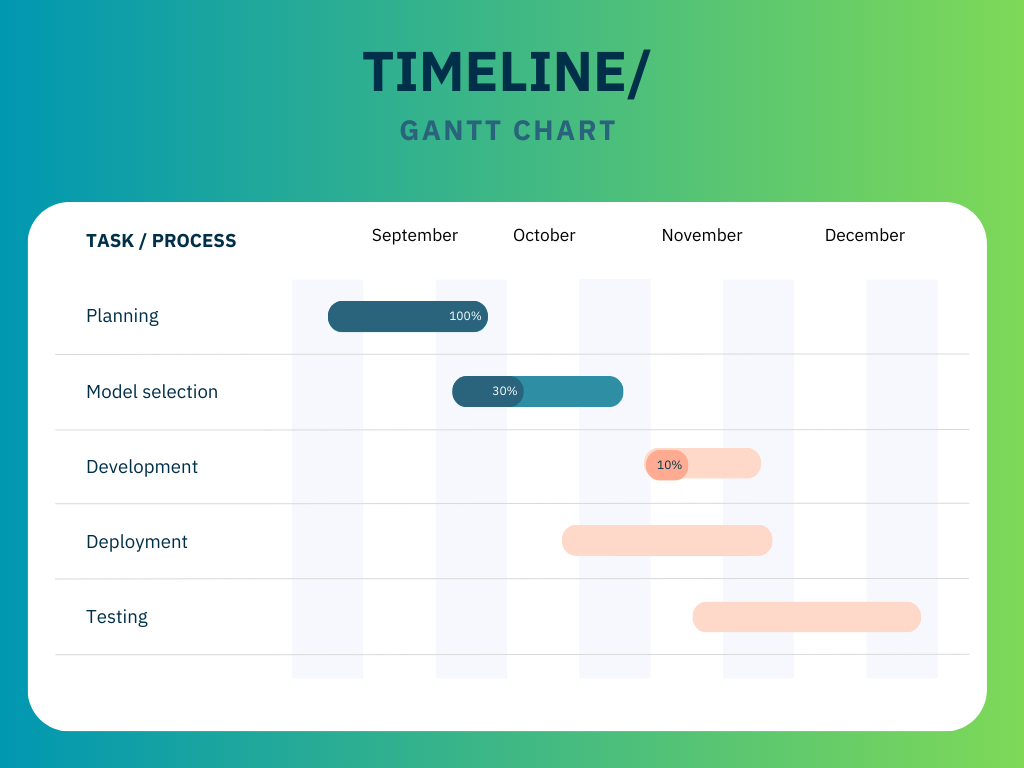 TIMELINE/
GANTT CHART
TASK / PROCESS September October November December
Planning 100%
Model selection 30%
Development 10%
Deployment
Testing